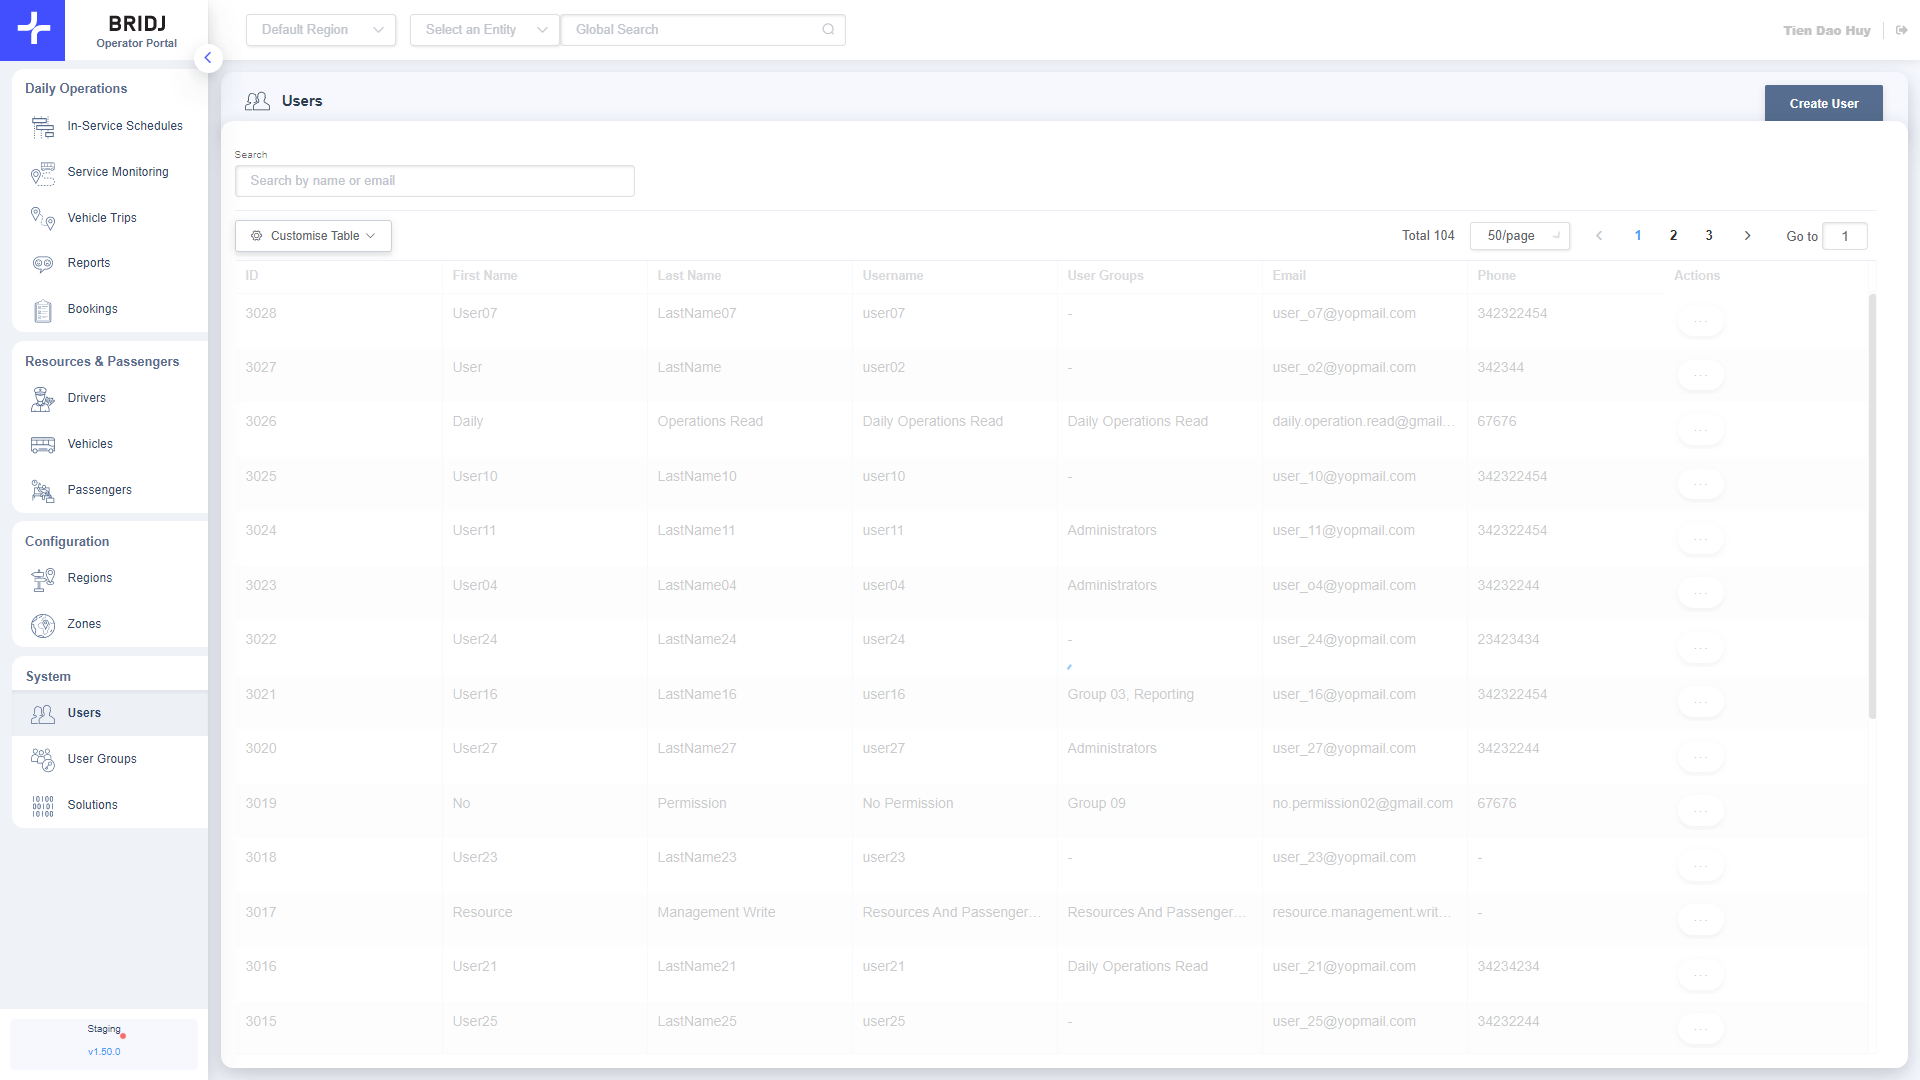 BRIDJ
Operator Portal
Default Region
Select an Entity
Global Search
Tien Dao Huy
Daily Operations
In-Service Schedules
Service Monitoring
Vehicle Trips
Reports
Bookings
Resources & Passengers
Drivers
Vehicles
Passengers
Configuration
Regions
Zones
System
Users
User Groups
10100
00101
10100
Solutions
Staging
v1.50.0
Users
Create User
Search
Search by name or email
Customise Table
Total 104
50/page
1 2 3
Go to 1
ID First Name Last Name Username User Groups Email Phone Actions
3028 User07 LastName07 user07 - user_o7@yopmail.com 342322454 ...
3027 User LastName user02 - user_o2@yopmail.com 342344 ...
3026 Daily Operations Read Daily Operations Read Daily Operations Read daily.operation.read@gmail... 67676 ...
3025 User10 LastName10 user10 - user_10@yopmail.com 342322454 ...
3024 User11 LastName11 user11 Administrators user_11@yopmail.com 342322454 ...
3023 User04 LastName04 user04 Administrators user_o4@yopmail.com 34232244 ...
3022 User24 LastName24 user24 - user_24@yopmail.com 23423434 ...
3021 User16 LastName16 user16 Group 03, Reporting user_16@yopmail.com 342322454 ...
3020 User27 LastName27 user27 Administrators user_27@yopmail.com 34232244 ...
3019 No Permission No Permission Group 09 no.permission02@gmail.com 67676 ...
3018 User23 LastName23 user23 - user_23@yopmail.com - ...
3017 Resource Management Write Resources And Passenger... Resources And Passenger... resource.management.writ... - ...
3016 User21 LastName21 user21 Daily Operations Read user_21@yopmail.com 34234234 ...
3015 User25 LastName25 user25 - user_25@yopmail.com 34232244 ...